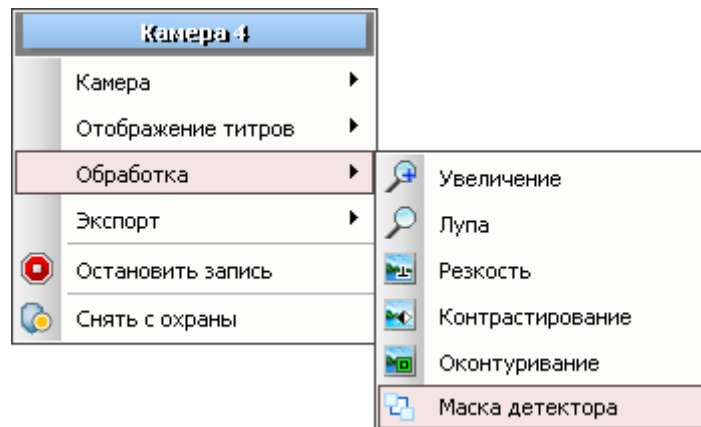 Камера 4
Камера
Отображение титров
Обработка
Экспорт
Остановить запись
Снять с охраны
Увеличение
Лупа
Резкость
Контрастирование
Оконтуривание
Маска детектора